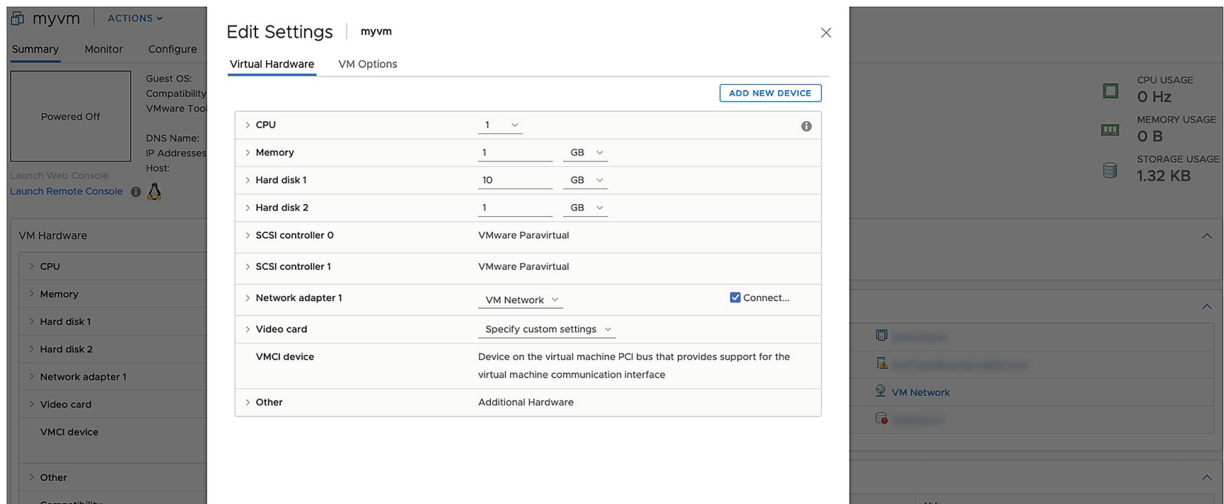 myvm ACTIONS
Summary Monitor Configure
Powered Off
Guest OS:
Compatibility
VMware Tool
DNS Name:
IP Addresses
Host:
Launch Web Console
Launch Remote Console
VM Hardware
CPU
Memory
Hard disk 1
Hard disk 2
Network adapter 1
Video card
VMCI device
Other
Compatibility
Edit Settings myvm
Virtual Hardware VM Options
ADD NEW DEVICE
CPU 1
Memory 1 GB
Hard disk 1 10 GB
Hard disk 2 1 GB
SCSI controller 0 VMware Paravirtual
SCSI controller 1 VMware Paravirtual
Network adapter 1 VM Network Connect...
Video card Specify custom settings
VMCI device Device on the virtual machine PCI bus that provides support for the
virtual machine communication interface
Other Additional Hardware
CPU USAGE
0 Hz
MEMORY USAGE
0 B
STORAGE USAGE
1.32 KB
VM Network